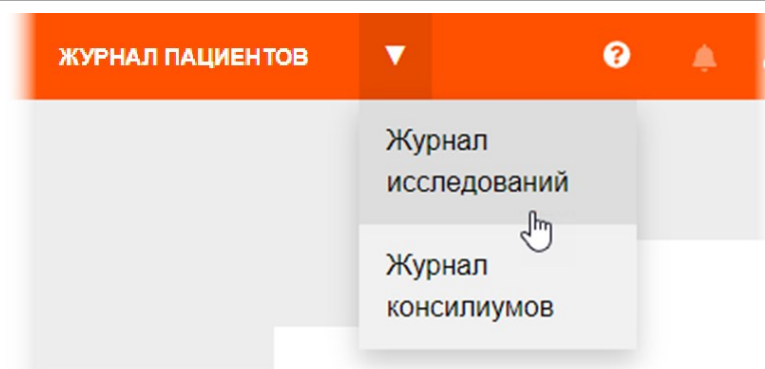 ЖУРНАЛ ПАЦИЕНТОВ ▼ ?
Журнал
исследований
Журнал
консилиумов